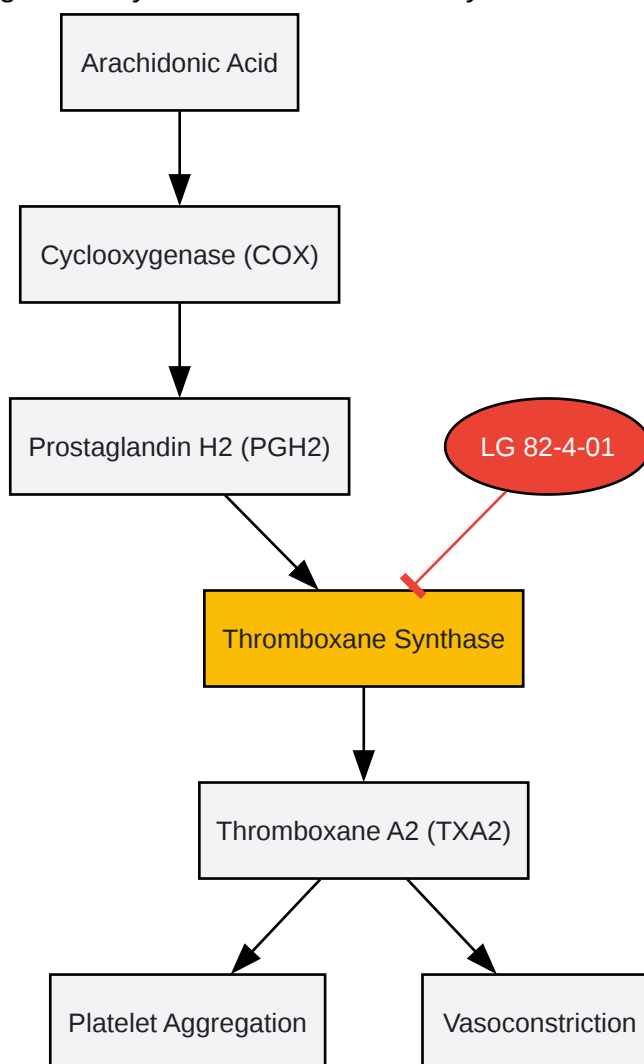 Arachidonic Acid
Cyclooxygenase (COX)
Prostaglandin H2 (PGH2)
LG 82-4-01
Thromboxane Synthase
Thromboxane A2 (TXA2)
Platelet Aggregation
Vasoconstriction